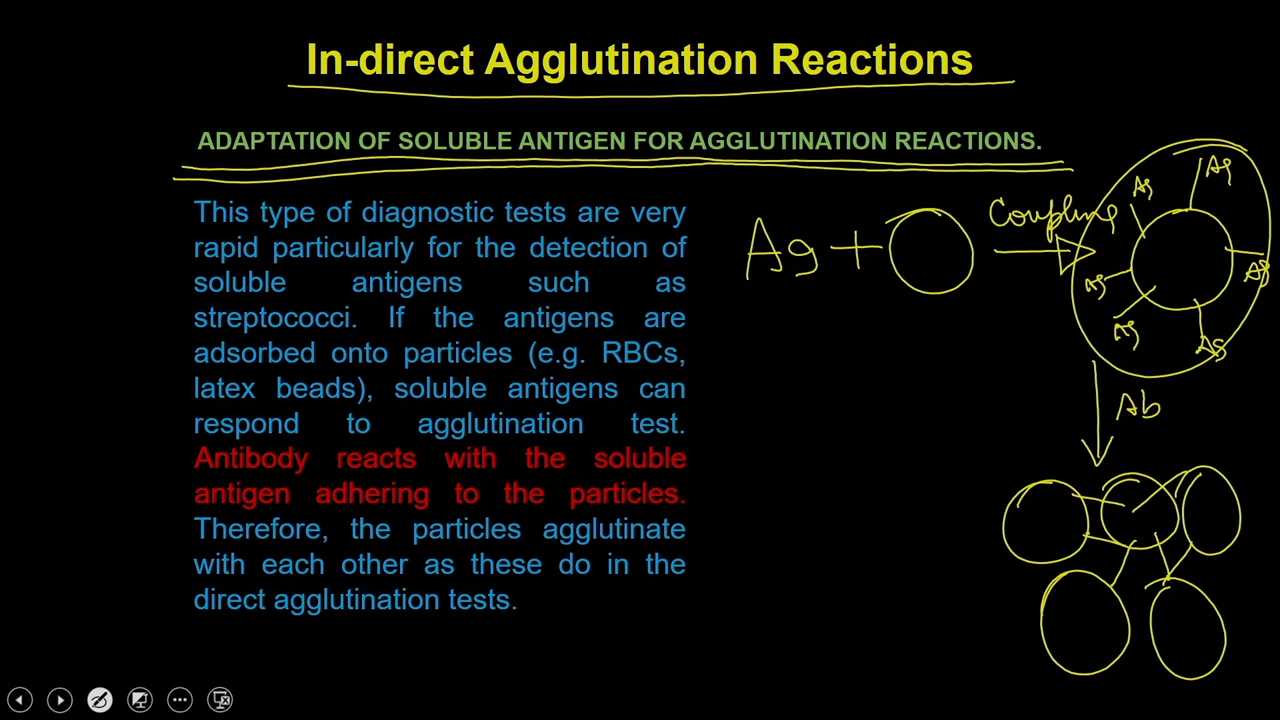 In-direct Agglutination Reactions
ADAPTATION OF SOLUBLE ANTIGEN FOR AGGLUTINATION REACTIONS.
This type of diagnostic tests are very
rapid particularly for the detection of
soluble antigens such as
streptococci. If the antigens are
adsorbed onto particles (e.g. RBCs,
latex beads), soluble antigens can
respond to agglutination test.
Antibody reacts with the soluble
antigen adhering to the particles.
Therefore, the particles agglutinate
with each other as these do in the
direct agglutination tests.
Ag +
Coupling
Ag
Ag
Ag
Ag
Ag
Ag
Ab